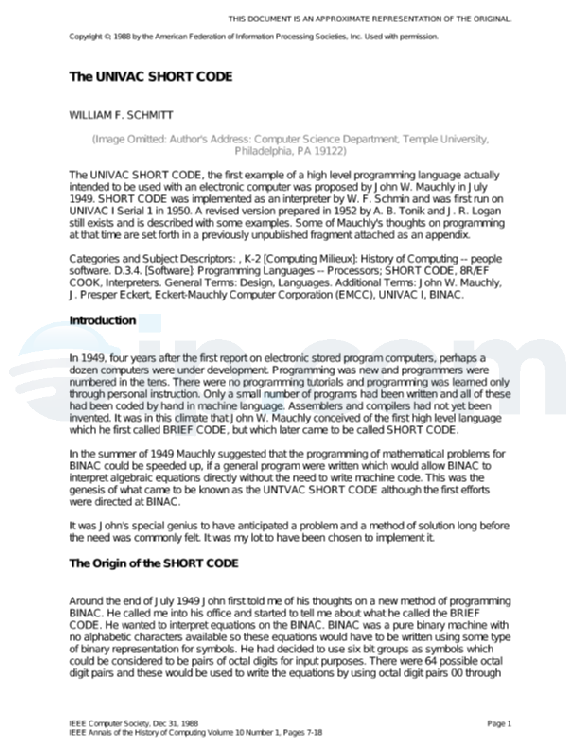 THIS DOCUMENT IS AN APPROXIMATE REPRESENTATION OF THE ORIGINAL.
Copyright ©; 1988 by the American Federation of Information Processing Societies, Inc. Used with permission.
The UNIVAC SHORT CODE
WILLIAM F. SCHMITT
(Image Omitted: Author's Address: Computer Science Department, Temple University,
Philadelphia, PA 19122)
The UNIVAC SHORT CODE, the first example of a high level programming language actually
intended to be used with an electronic computer was proposed by John W. Mauchly in July
1949. SHORT CODE was implemented as an interpreter by W. F. Schmin and was first run on
UNIVAC I Serial 1 in 1950. A revised version prepared in 1952 by A. B. Tonik and J. R. Logan
still exists and is described with some examples. Some of Mauchly's thoughts on programming
at that time are set forth in a previously unpublished fragment attached as an appendix.
Categories and Subject Descriptors: , K-2 [Computing Milieux]: History of Computing -- people
software. D.3.4. [Software]: Programming Languages -- Processors; SHORT CODE, 8R/EF
COOK, Interpreters. General Terms: Design, Languages. Additional Terms: John W. Mauchly,
J. Presper Eckert, Eckert-Mauchly Computer Corporation (EMCC), UNIVAC I, BINAC.
Introduction
In 1949, four years after the first report on electronic stored program computers, perhaps a
dozen computers were under development. Programming was new and programmers were
numbered in the tens. There were no programming tutorials and programming was learned only
through personal instruction. Only a small number of programs had been written and all of these
had been coded by hand in machine language. Assemblers and compilers had not yet been
invented. It was in this climate that John W. Mauchly conceived of the first high level language
which he first called BRIEF CODE, but which later came to be called SHORT CODE.
In the summer of 1949 Mauchly suggested that the programming of mathematical problems for
BINAC could be speeded up, if a general program were written which would allow BINAC to
interpret algebraic equations directly without the need to write machine code. This was the
genesis of what came to be known as the UNTVAC SHORT CODE although the first efforts
were directed at BINAC.
It was John's special genius to have anticipated a problem and a method of solution long before
the need was commonly felt. It was my lot to have been chosen to implement it.
The Origin of the SHORT CODE
Around the end of July 1949 John first told me of his thoughts on a new method of programming
BINAC. He called me into his office and started to tell me about what he called the BRIEF
CODE. He wanted to interpret equations on the BINAC. BINAC was a pure binary machine with
no alphabetic characters available so these equations would have to be written using some type
of binary representation for symbols. He had decided to use six bit groups as symbols which
could be considered to be pairs of octal digits for input purposes. There were 64 possible octal
digit pairs and these would be used to write the equations by using octal digit pairs 00 through
IEEE Computer Society, Dec 31, 1988
Page 1
IEEE Annals of the History of Computing Volume 10 Number 1, Pages 7-18
ip.com